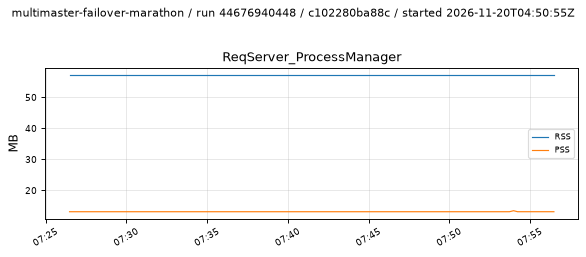 multimaster-failover-marathon / run 44676940448 / c102280ba88c / started 2026-11-20T04:50:55Z
ReqServer_ProcessManager
MB
50
40
30
20
RSS
PSS
07:25
07:30
07:35
07:40
07:45
07:50
07:55